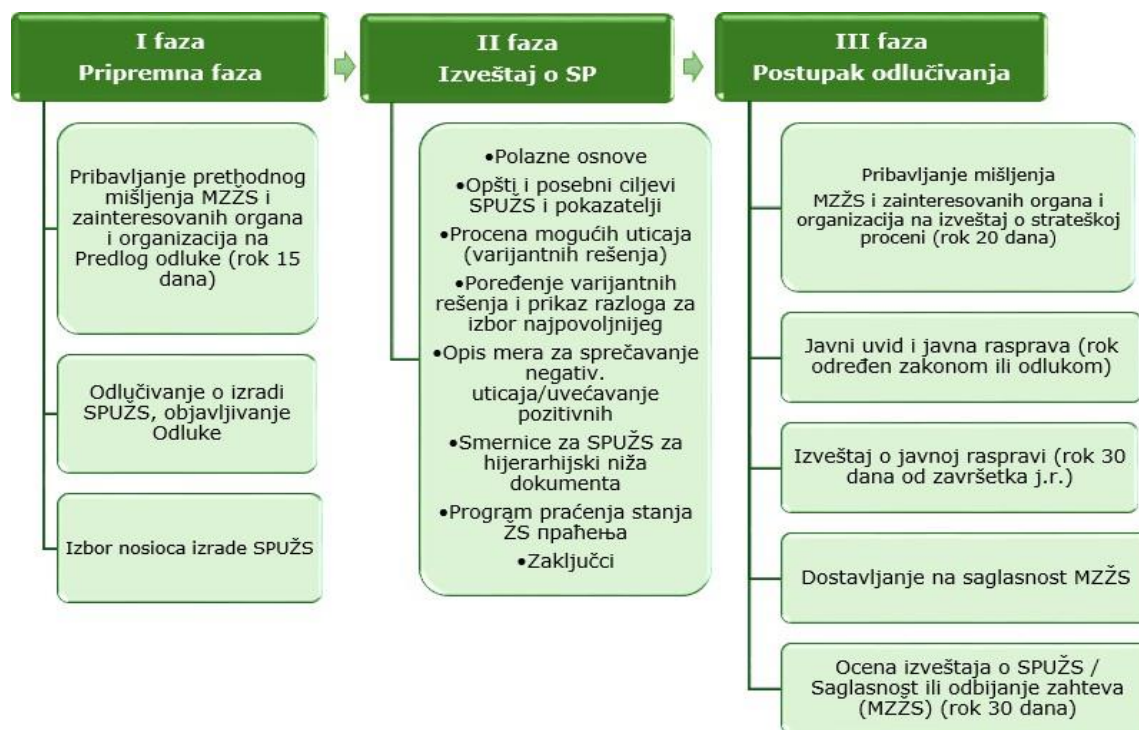 I faza
Pripremna faza
Pribavljanje prethodnog
mišljenja MZŽS i
zainteresovanih organa
i organizacija na
Predlog odluke (rok 15
dana)
Odlučivanje o izradi
SPUŽS, objavljivanje
Odluke
Izbor nosioca izrade SPUŽS
II faza
Izveštaj o SP
•Polazne osnove
•Opšti i posebni ciljevi
SPUŽS i pokazatelji
•Procena mogućih uticaja
(varijantnih rešenja)
•Poređenje varijantnih
rešenja i prikaz razloga za
izbor najpovoljnijeg
•Opis mera za sprečavanje
negativ.
uticaja/uvećavanje
pozitivnih
•Smernice za SPUŽS za
hijerarhijski niža
dokumenta
•Program praćenja stanja
ŽS праћења
•Zaključci
III faza
Postupak odlučivanja
Pribavljanje mišljenja
MZŽS i zainteresovanih organa i
organizacija na izveštaj o strateškoj
proceni (rok 20 dana)
Javni uvid i javna rasprava (rok
određen zakonom ili odlukom)
Izveštaj o javnoj raspravi (rok 30
dana od završetka j.r.)
Dostavljanje na saglasnost MZŽS
Ocena izveštaja o SPUŽS /
Saglasnost ili odbijanje zahteva
(MZŽS) (rok 30 dana)